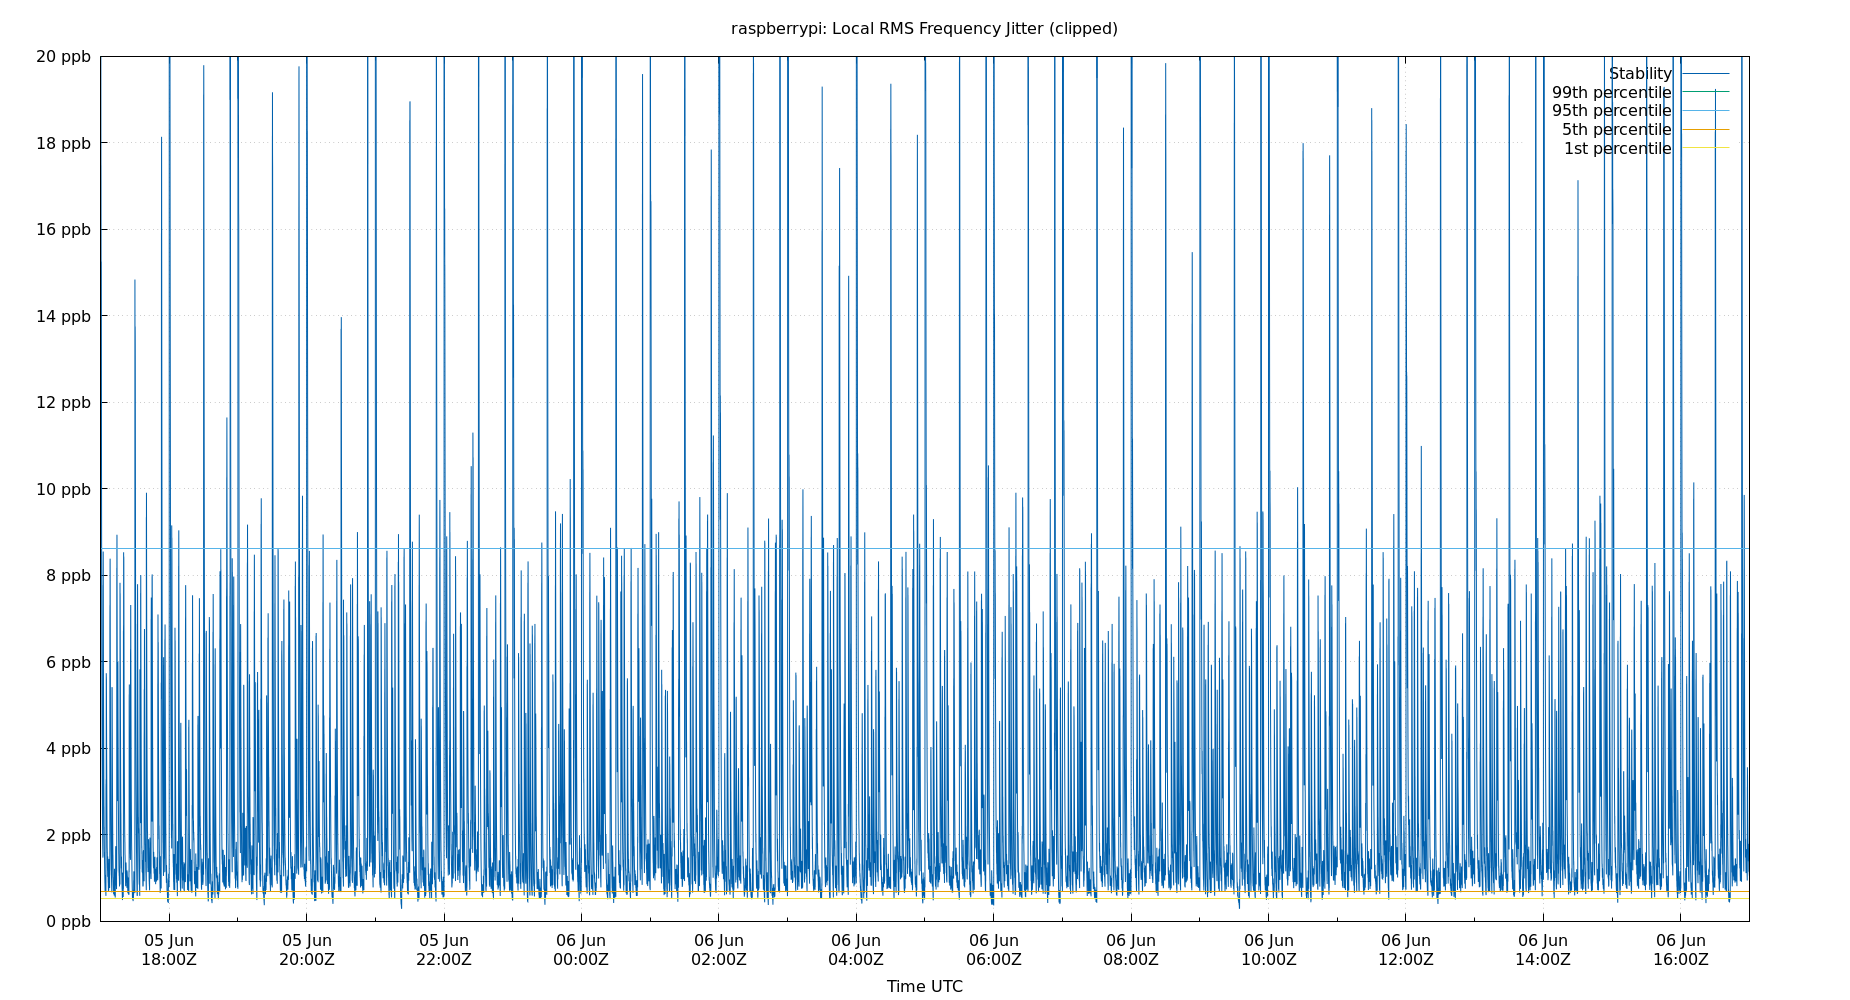 raspberrypi: Local RMS Frequency Jitter (clipped)
20 ppb
18 ppb
16 ppb
14 ppb
12 ppb
10 ppb
8 ppb
6 ppb
4 ppb
2 ppb
0 ppb
Stability
99th percentile
95th percentile
5th percentile
1st percentile
05 Jun 05 Jun 05 Jun 06 Jun 06 Jun 06 Jun 06 Jun 06 Jun 06 Jun 06 Jun 06 Jun 06 Jun
18:00Z 20:00Z 22:00Z 00:00Z 02:00Z 04:00Z 06:00Z 08:00Z 10:00Z 12:00Z 14:00Z 16:00Z
Time UTC